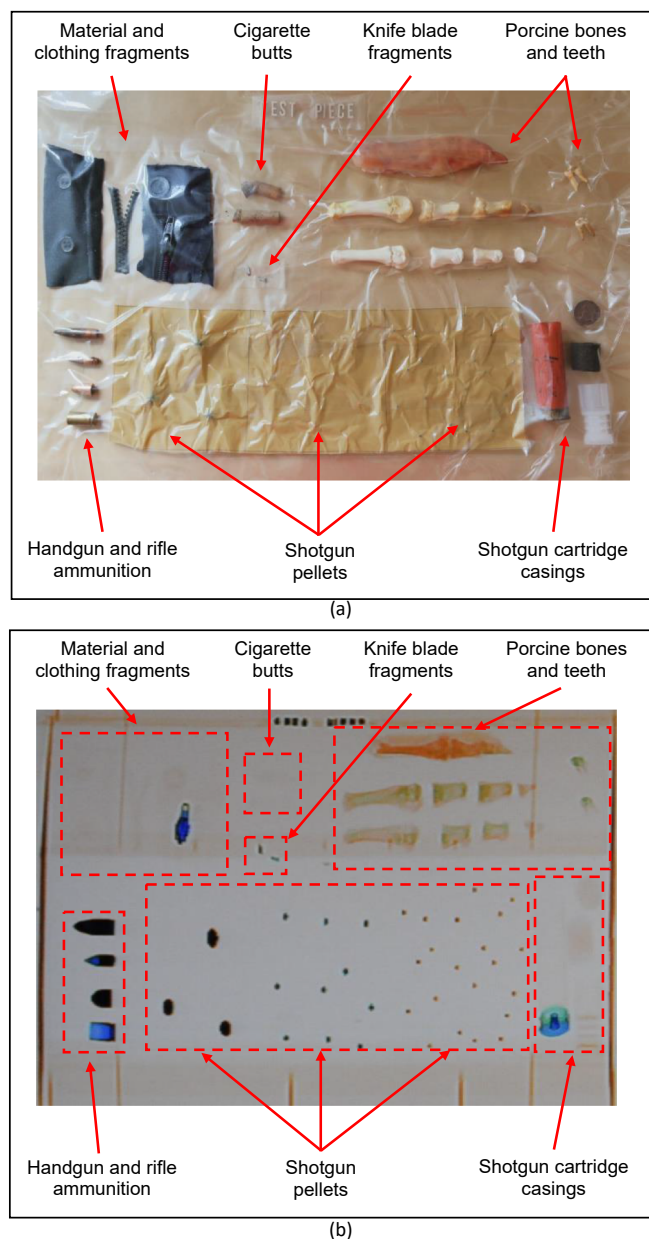 Material and clothing fragments
Cigarette butts
Knife blade fragments
Porcine bones and teeth
EST PIECE
Handgun and rifle ammunition
Shotgun pellets
Shotgun cartridge casings
(a)
Material and clothing fragments
Cigarette butts
Knife blade fragments
Porcine bones and teeth
Handgun and rifle ammunition
Shotgun pellets
Shotgun cartridge casings
(b)